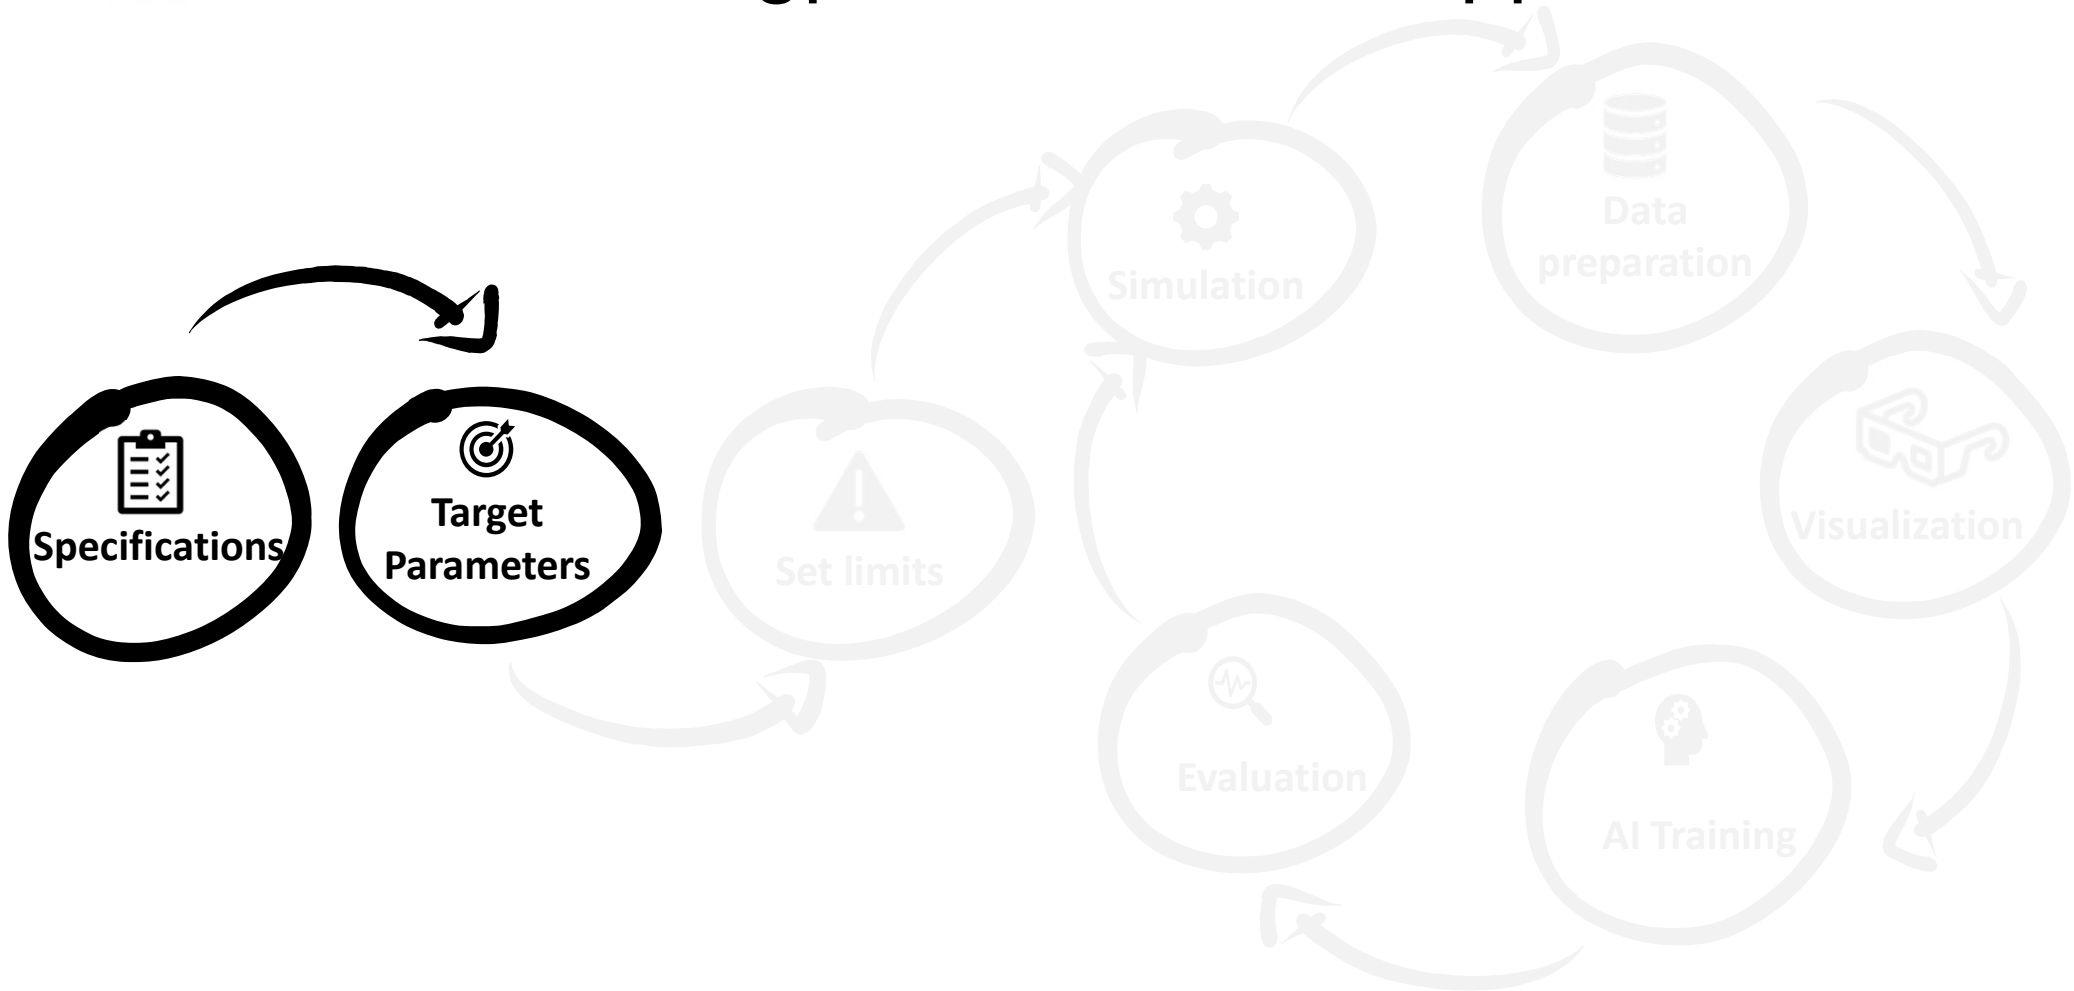 Specifications
Target
Parameters
Set limits
Simulation
Data
preparation
Visualization
AI Training
Evaluation